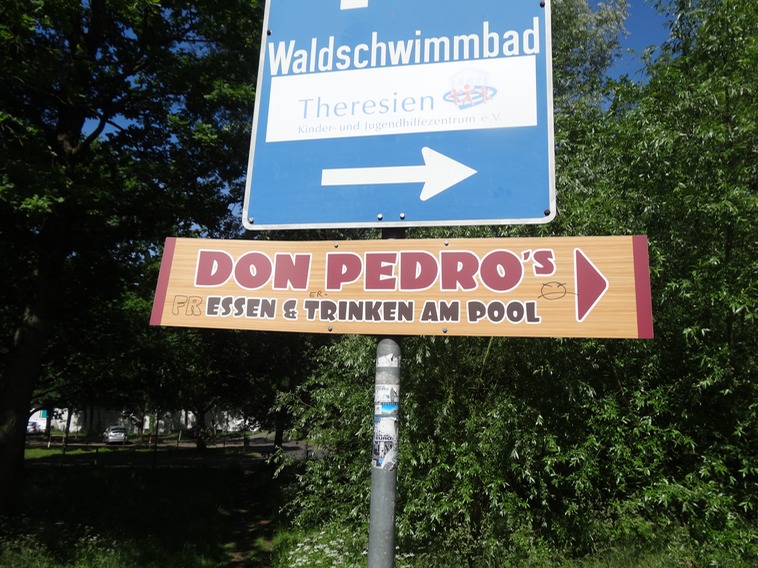 Waldschwimmbad
Theresien
Kinder- und Jugendhilfezentrum e.V.
DON PEDRO'S
ER-
FR ESSEN & TRINKEN AM POOL